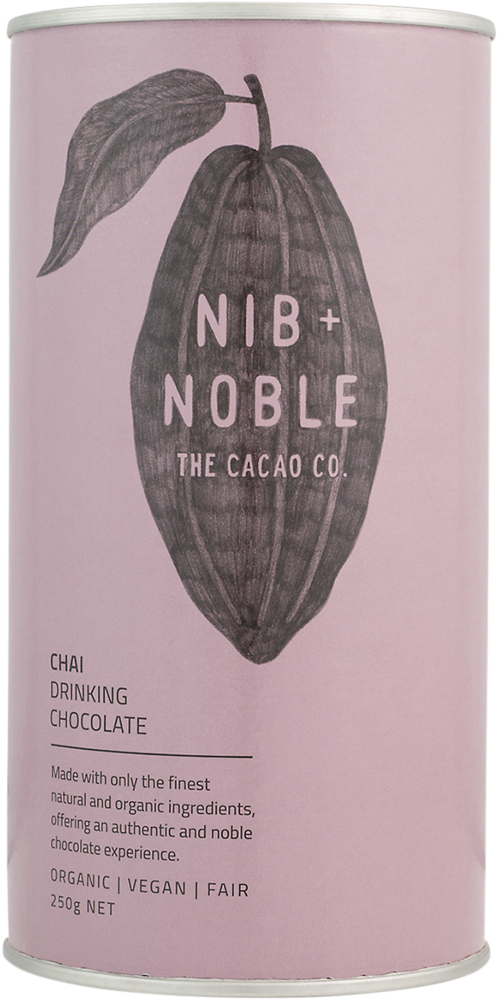 NIB +
NOBLE
THE CACAO CO.
CHAI
DRINKING
CHOCOLATE
Made with only the finest
natural and organic ingredients,
offering an authentic and noble
chocolate experience.
ORGANIC | VEGAN | FAIR
250g NET